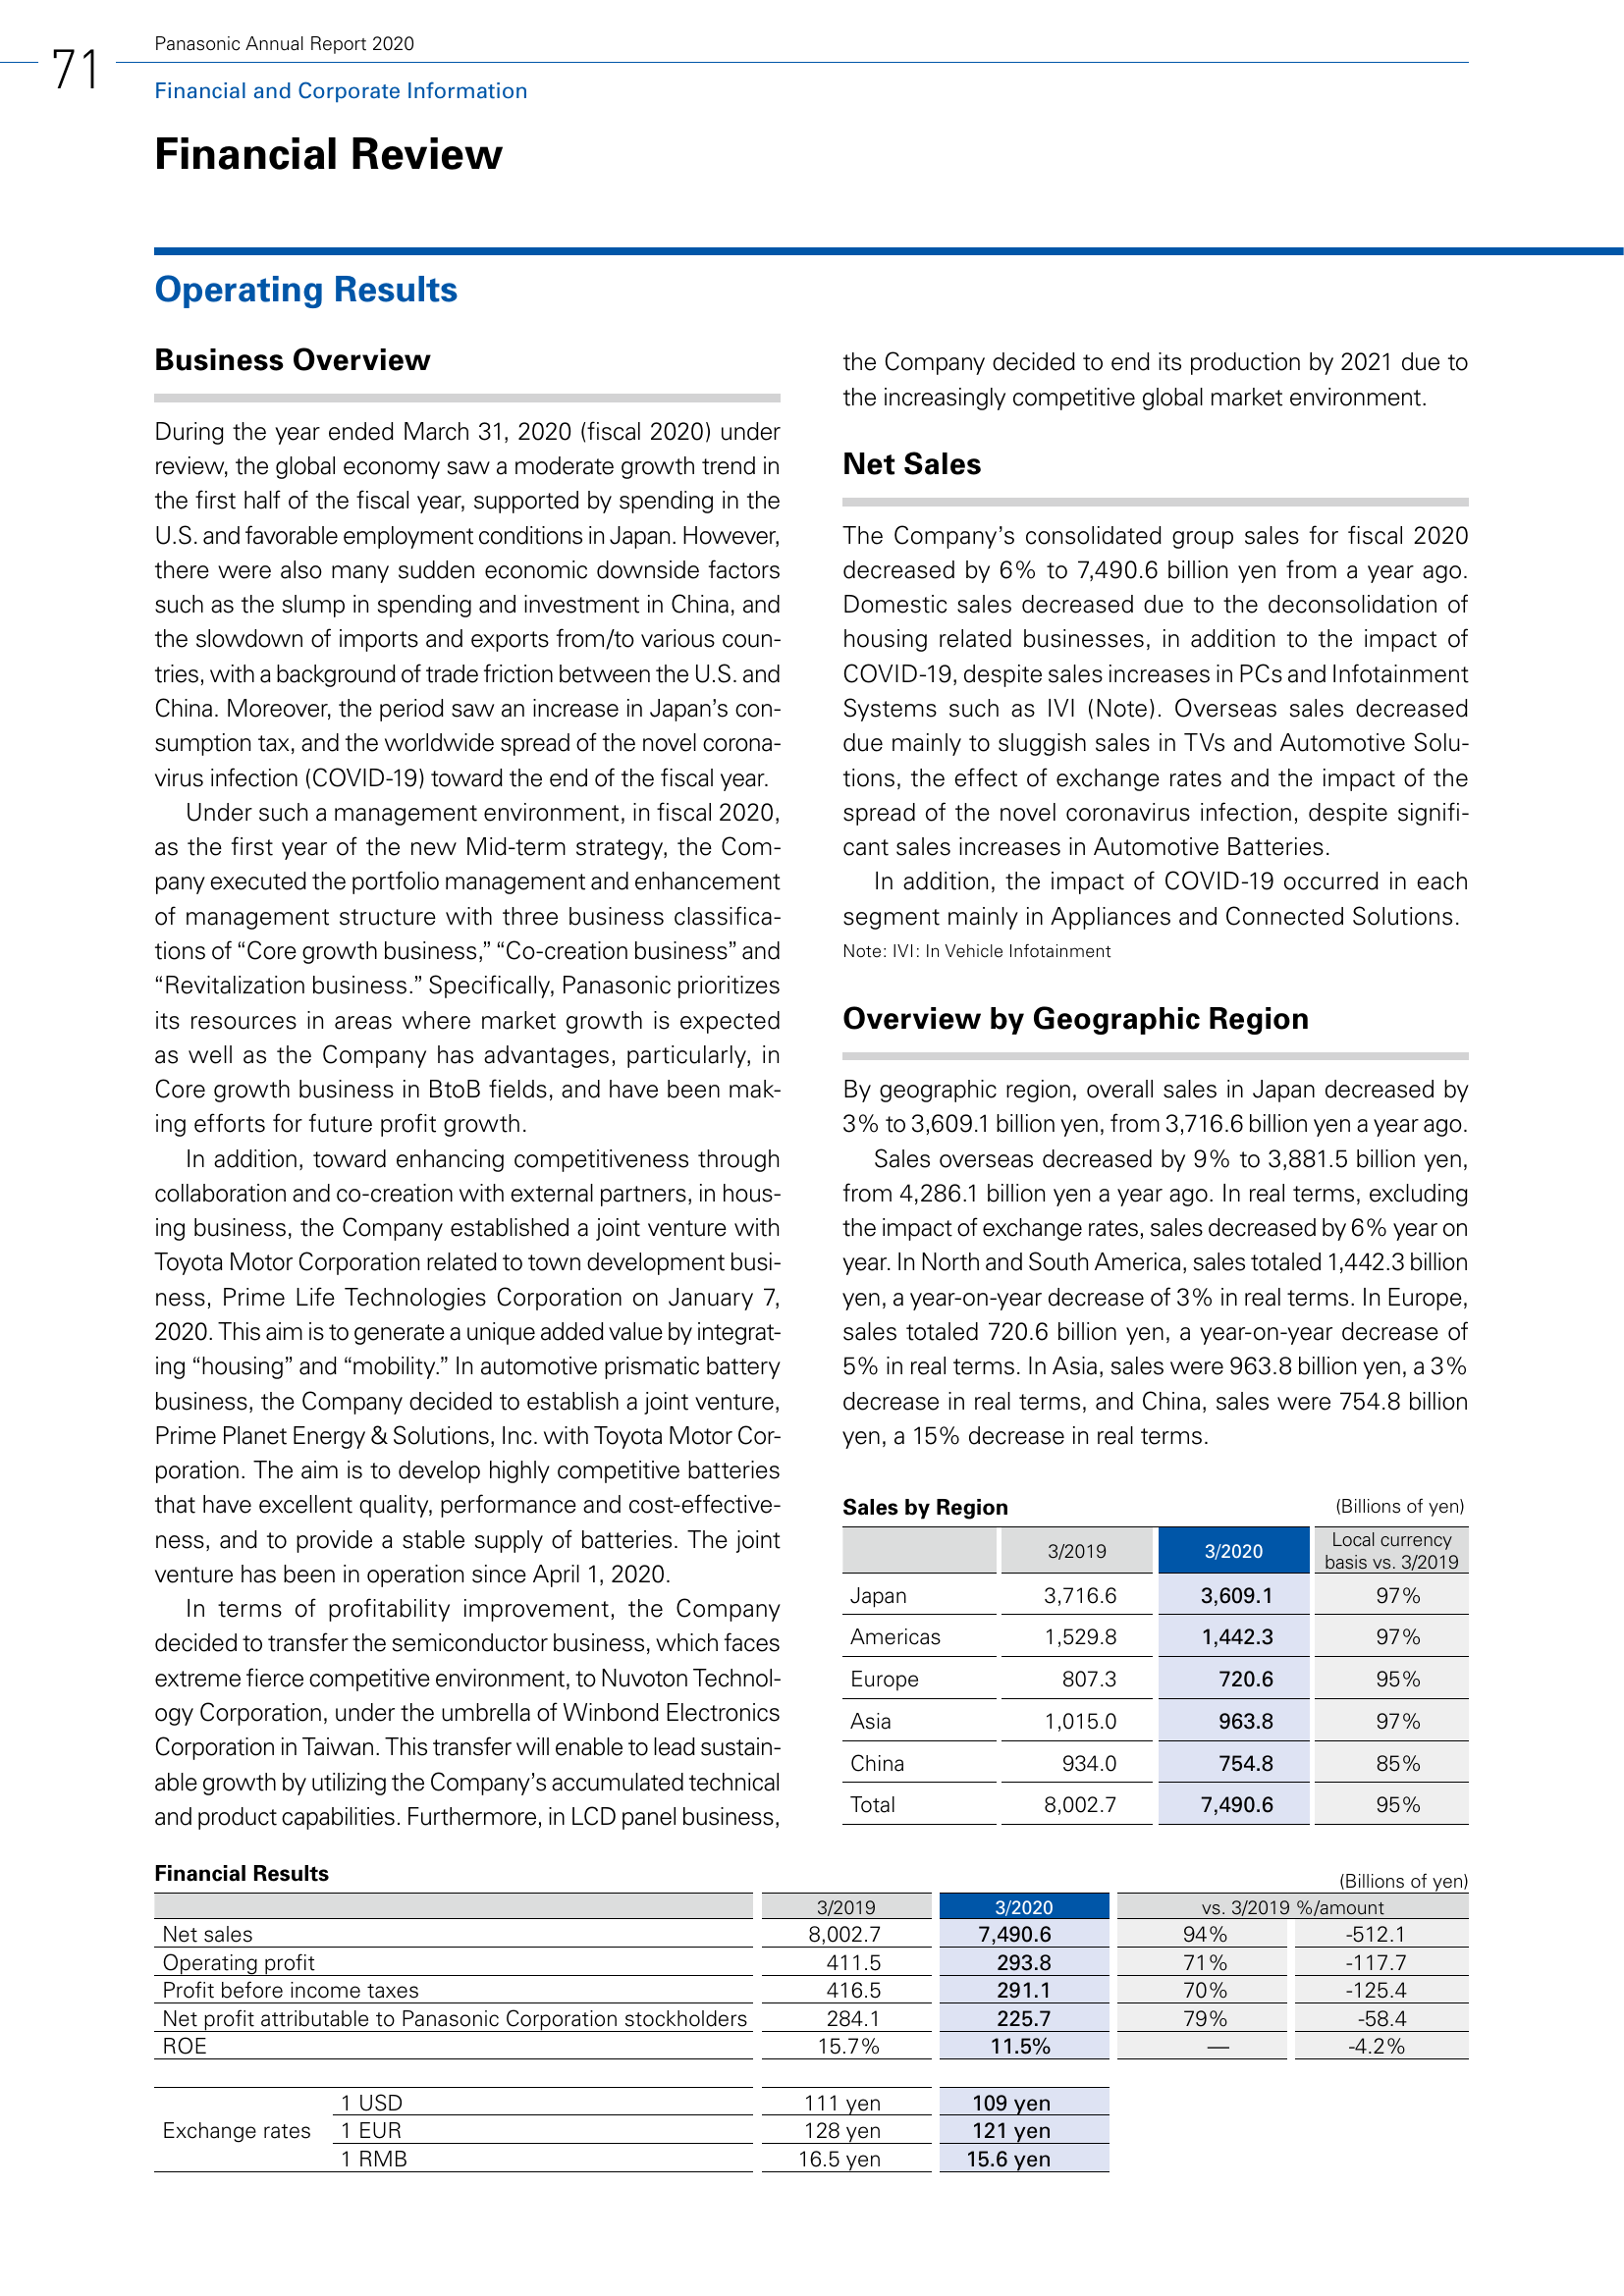 71
Panasonic Annual Report 2020
Financial and Corporate Information
Financial Review
Operating Results
Business Overview
During the year ended March 31, 2020 (fiscal 2020) under
review, the global economy saw a moderate growth trend in
the first half of the fiscal year, supported by spending in the
U.S. and favorable employment conditions in Japan. However,
there were also many sudden economic downside factors
such as the slump in spending and investment in China, and
the slowdown of imports and exports from/to various coun-
tries, with a background of trade friction between the U.S. and
China. Moreover, the period saw an increase in Japan's con-
sumption tax, and the worldwide spread of the novel corona-
virus infection (COVID-19) toward the end of the fiscal year.
Under such a management environment, in fiscal 2020,
as the first year of the new Mid-term strategy, the Com-
pany executed the portfolio management and enhancement
of management structure with three business classifica-
tions of “Core growth business,” “Co-creation business” and
“Revitalization business.” Specifically, Panasonic prioritizes
its resources in areas where market growth is expected
as well as the Company has advantages, particularly, in
Core growth business in BtoB fields, and have been mak-
ing efforts for future profit growth.
In addition, toward enhancing competitiveness through
collaboration and co-creation with external partners, in hous-
ing business, the Company established a joint venture with
Toyota Motor Corporation related to town development busi-
ness, Prime Life Technologies Corporation on January 7,
2020. This aim is to generate a unique added value by integrat-
ing “housing” and “mobility.” In automotive prismatic battery
business, the Company decided to establish a joint venture,
Prime Planet Energy & Solutions, Inc. with Toyota Motor Cor-
poration. The aim is to develop highly competitive batteries
that have excellent quality, performance and cost-effective-
ness, and to provide a stable supply of batteries. The joint
venture has been in operation since April 1, 2020.
In terms of profitability improvement, the Company
decided to transfer the semiconductor business, which faces
extreme fierce competitive environment, to Nuvoton Technol-
ogy Corporation, under the umbrella of Winbond Electronics
Corporation in Taiwan. This transfer will enable to lead sustain-
able growth by utilizing the Company's accumulated technical
and product capabilities. Furthermore, in LCD panel business,
the Company decided to end its production by 2021 due to
the increasingly competitive global market environment.
Net Sales
The Company's consolidated group sales for fiscal 2020
decreased by 6% to 7,490.6 billion yen from a year ago.
Domestic sales decreased due to the deconsolidation of
housing related businesses, in addition to the impact of
COVID-19, despite sales increases in PCs and Infotainment
Systems such as IVI (Note). Overseas sales decreased
due mainly to sluggish sales in TVs and Automotive Solu-
tions, the effect of exchange rates and the impact of the
spread of the novel coronavirus infection, despite signifi-
cant sales increases in Automotive Batteries.
In addition, the impact of COVID-19 occurred in each
segment mainly in Appliances and Connected Solutions.
Note: IVI: In Vehicle Infotainment
Overview by Geographic Region
By geographic region, overall sales in Japan decreased by
3% to 3,609.1 billion yen, from 3,716.6 billion yen a year ago.
Sales overseas decreased by 9% to 3,881.5 billion yen,
from 4,286.1 billion yen a year ago. In real terms, excluding
the impact of exchange rates, sales decreased by 6% year on
year. In North and South America, sales totaled 1,442.3 billion
yen, a year-on-year decrease of 3% in real terms. In Europe,
sales totaled 720.6 billion yen, a year-on-year decrease of
5% in real terms. In Asia, sales were 963.8 billion yen, a 3%
decrease in real terms, and China, sales were 754.8 billion
yen, a 15% decrease in real terms.
Sales by Region (Billions of yen)
3/2019 3/2020 Local currency basis vs. 3/2019
Japan 3,716.6 3,609.1 97%
Americas 1,529.8 1,442.3 97%
Europe 807.3 720.6 95%
Asia 1,015.0 963.8 97%
China 934.0 754.8 85%
Total 8,002.7 7,490.6 95%
Financial Results (Billions of yen)
3/2019 3/2020 vs. 3/2019 %/amount
Net sales 8,002.7 7,490.6 94% -512.1
Operating profit 411.5 293.8 71% -117.7
Profit before income taxes 416.5 291.1 70% -125.4
Net profit attributable to Panasonic Corporation stockholders 284.1 225.7 79% -58.4
ROE 15.7% 11.5% — -4.2%
1 USD 111 yen 109 yen
Exchange rates 1 EUR 128 yen 121 yen
1 RMB 16.5 yen 15.6 yen